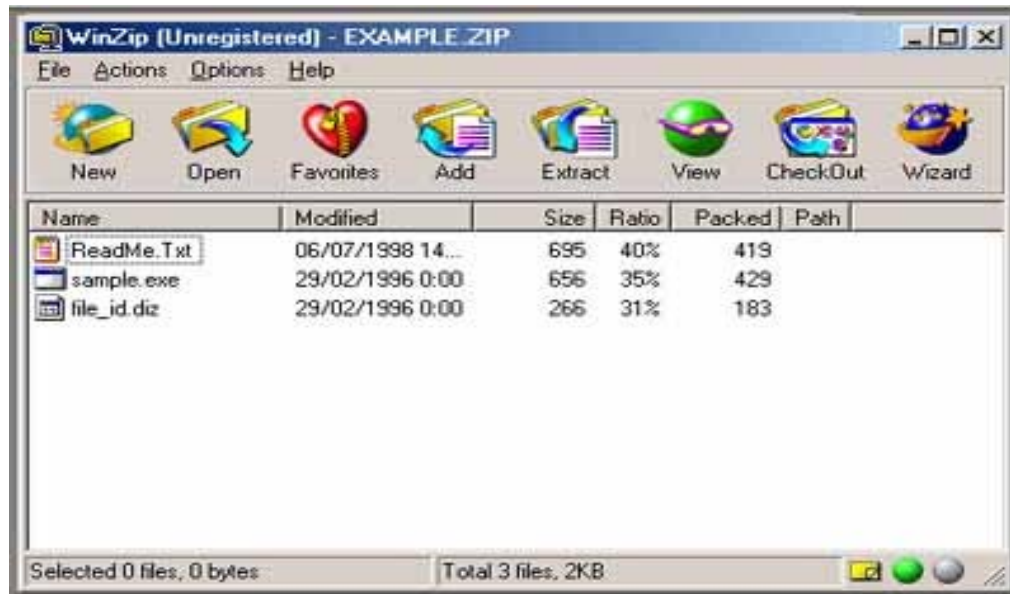 WinZip (Unregistered) - EXAMPLE.ZIP
File Actions Options Help
New Open Favorites Add Extract View CheckOut Wizard
Name Modified Size Ratio Packed Path
ReadMe.Txt 06/07/1998 14... 695 40% 419
sample.exe 29/02/1996 0:00 656 35% 429
file_id.diz 29/02/1996 0:00 266 31% 183
Selected 0 files, 0 bytes Total 3 files, 2KB